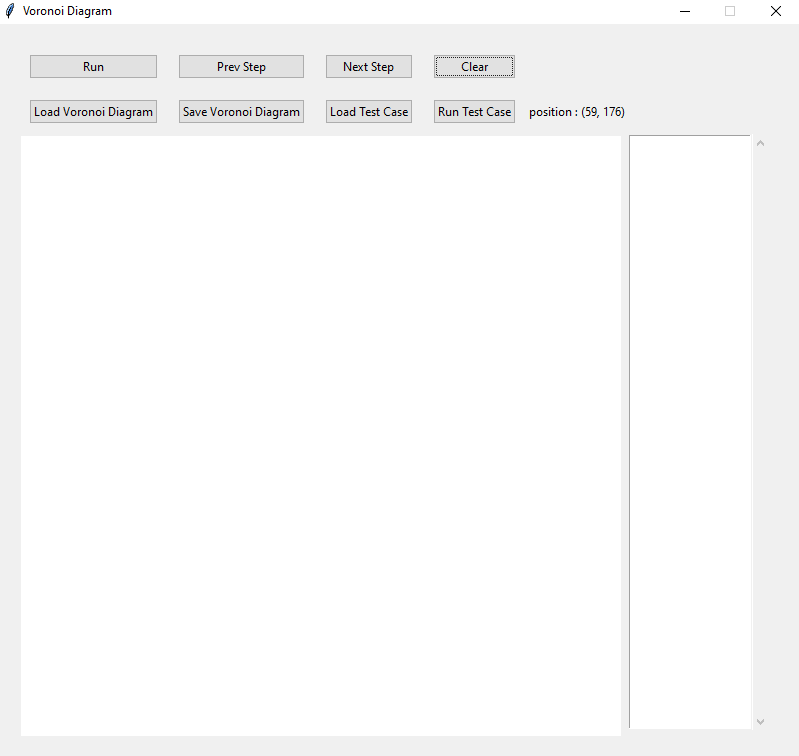 Voronoi Diagram
Run Prev Step Next Step Clear
Load Voronoi Diagram Save Voronoi Diagram Load Test Case Run Test Case position : (59, 176)